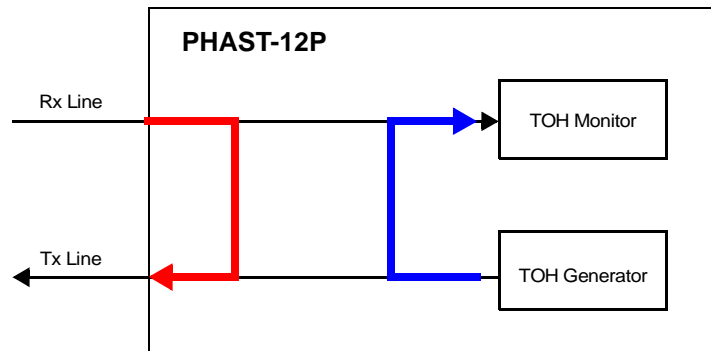 PHAST-12P
Rx Line
TOH Monitor
Tx Line
TOH Generator